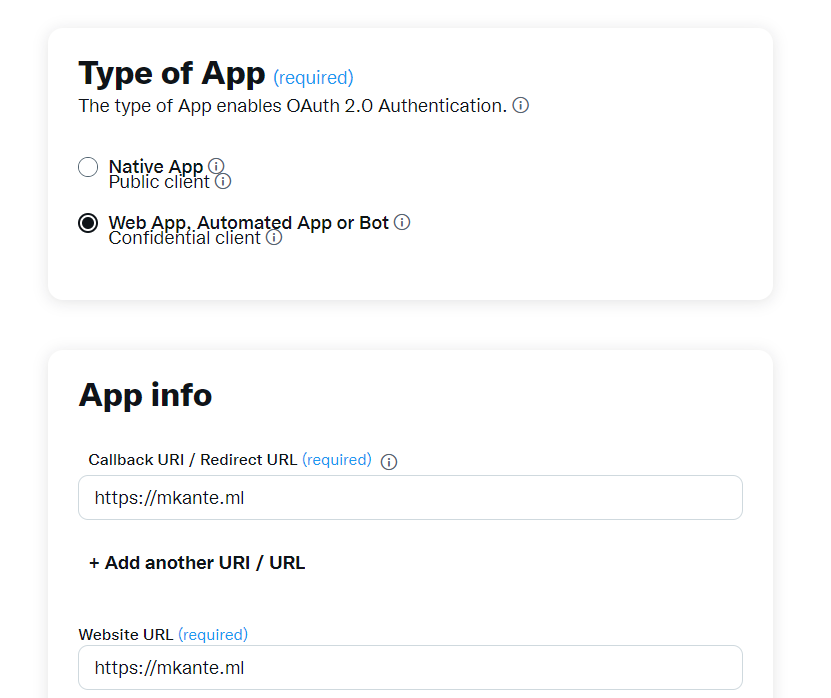 Type of App (required)
The type of App enables OAuth 2.0 Authentication.
Native App
Public client
Web App, Automated App or Bot
Confidential client
App info
Callback URI / Redirect URL (required)
https://mkante.ml
+ Add another URI / URL
Website URL (required)
https://mkante.ml